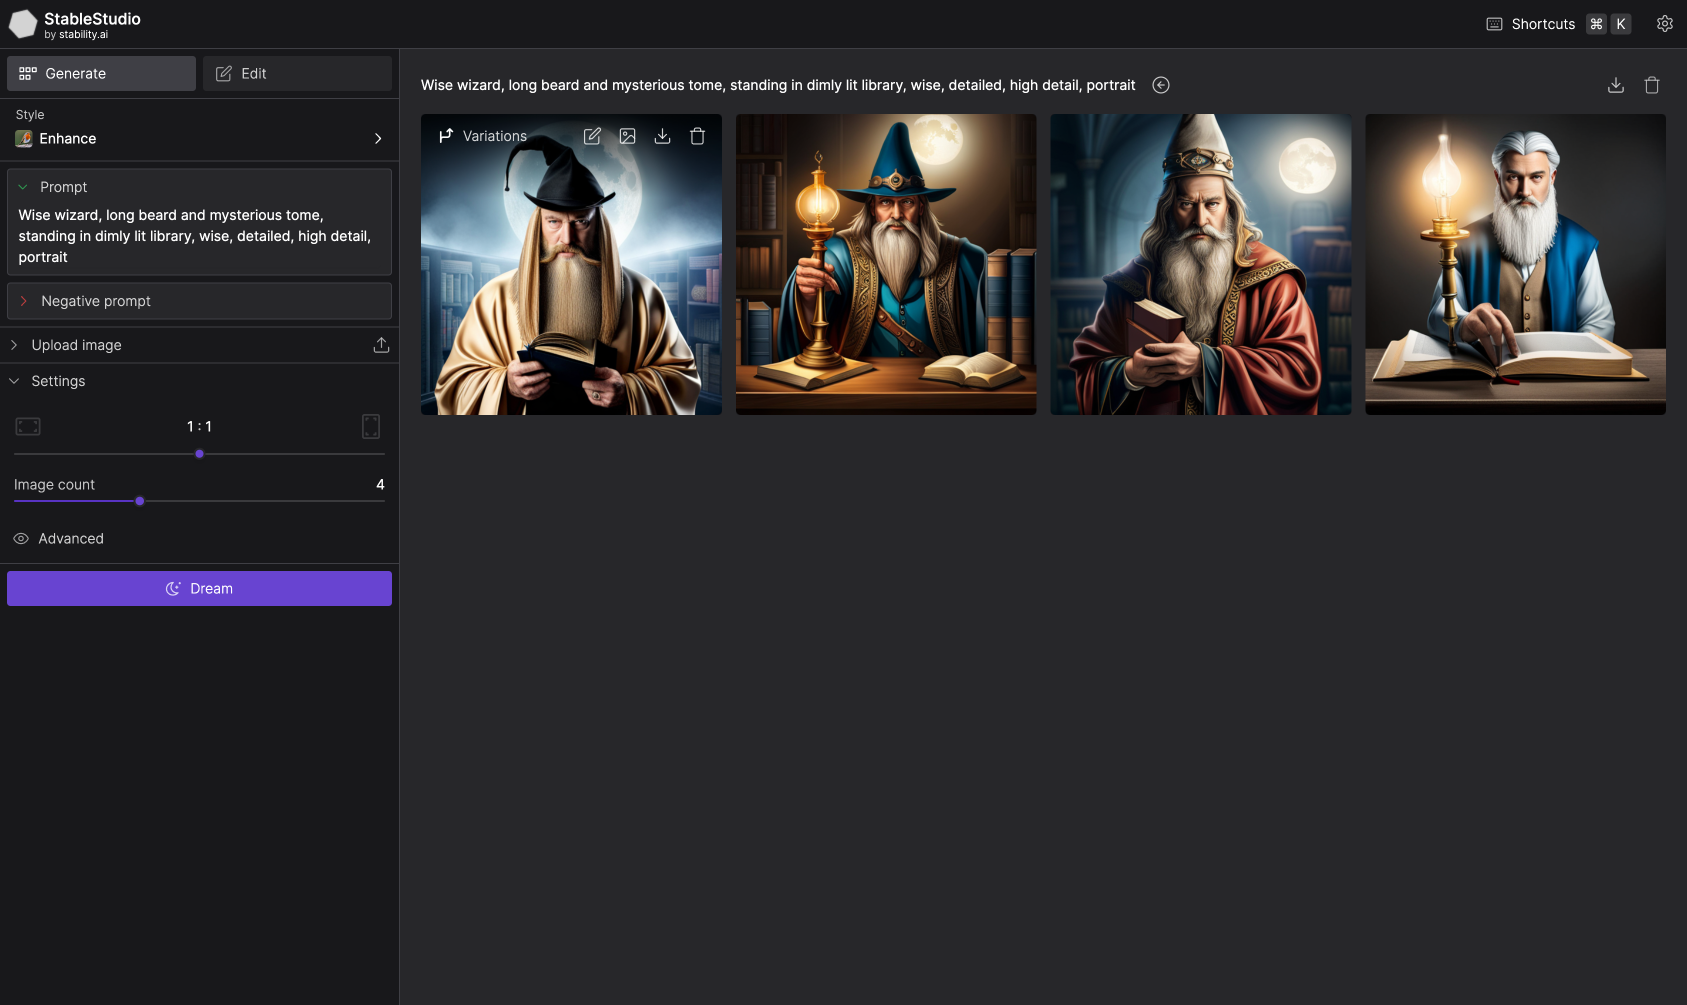 StableStudio
by stability.ai
Shortcuts ⌘ K
Generate
Edit
Style
Enhance
Prompt
Wise wizard, long beard and mysterious tome,
standing in dimly lit library, wise, detailed, high detail,
portrait
Negative prompt
Upload image
Settings
1 : 1
Image count 4
Advanced
Dream
Wise wizard, long beard and mysterious tome, standing in dimly lit library, wise, detailed, high detail, portrait
Variations